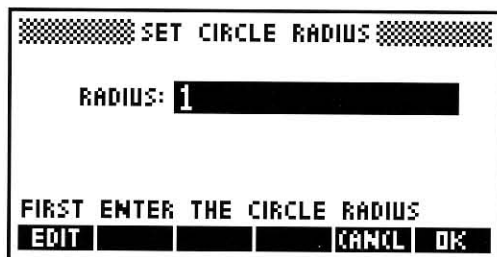 SET CIRCLE RADIUS
RADIUS: 1
FIRST ENTER THE CIRCLE RADIUS
EDIT CANCL OK